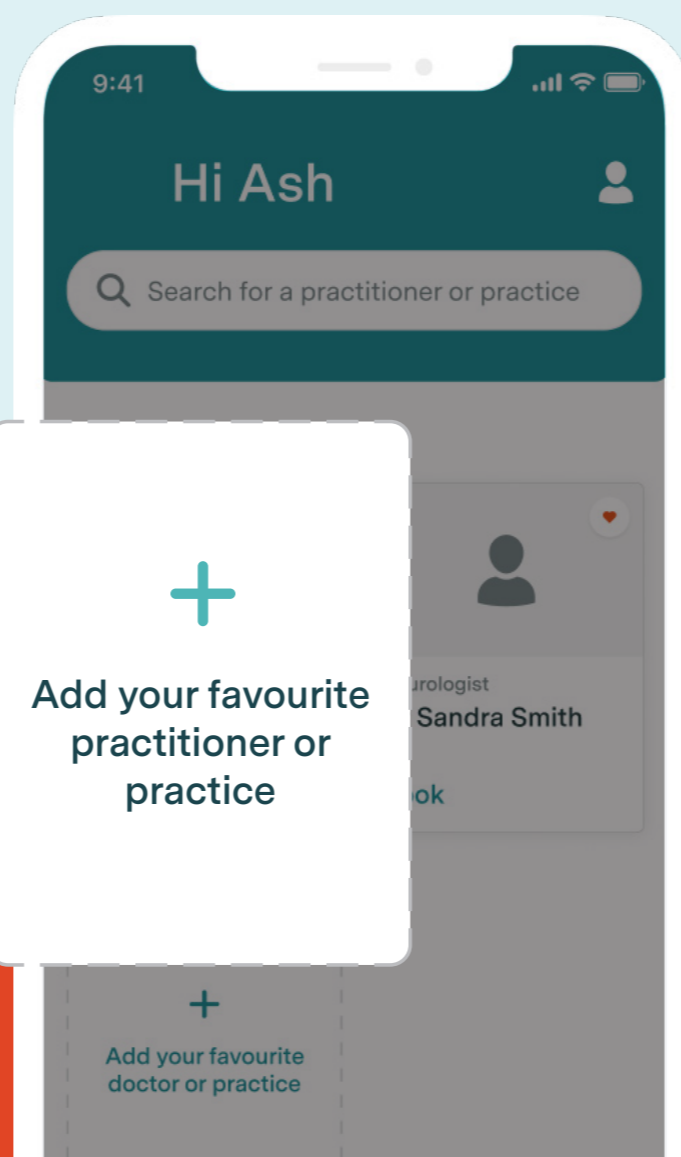 9:41
Hi Ash
Search for a practitioner or practice
Add your favourite
practitioner or
practice
urologist
Sandra Smith
ok
Add your favourite
doctor or practice